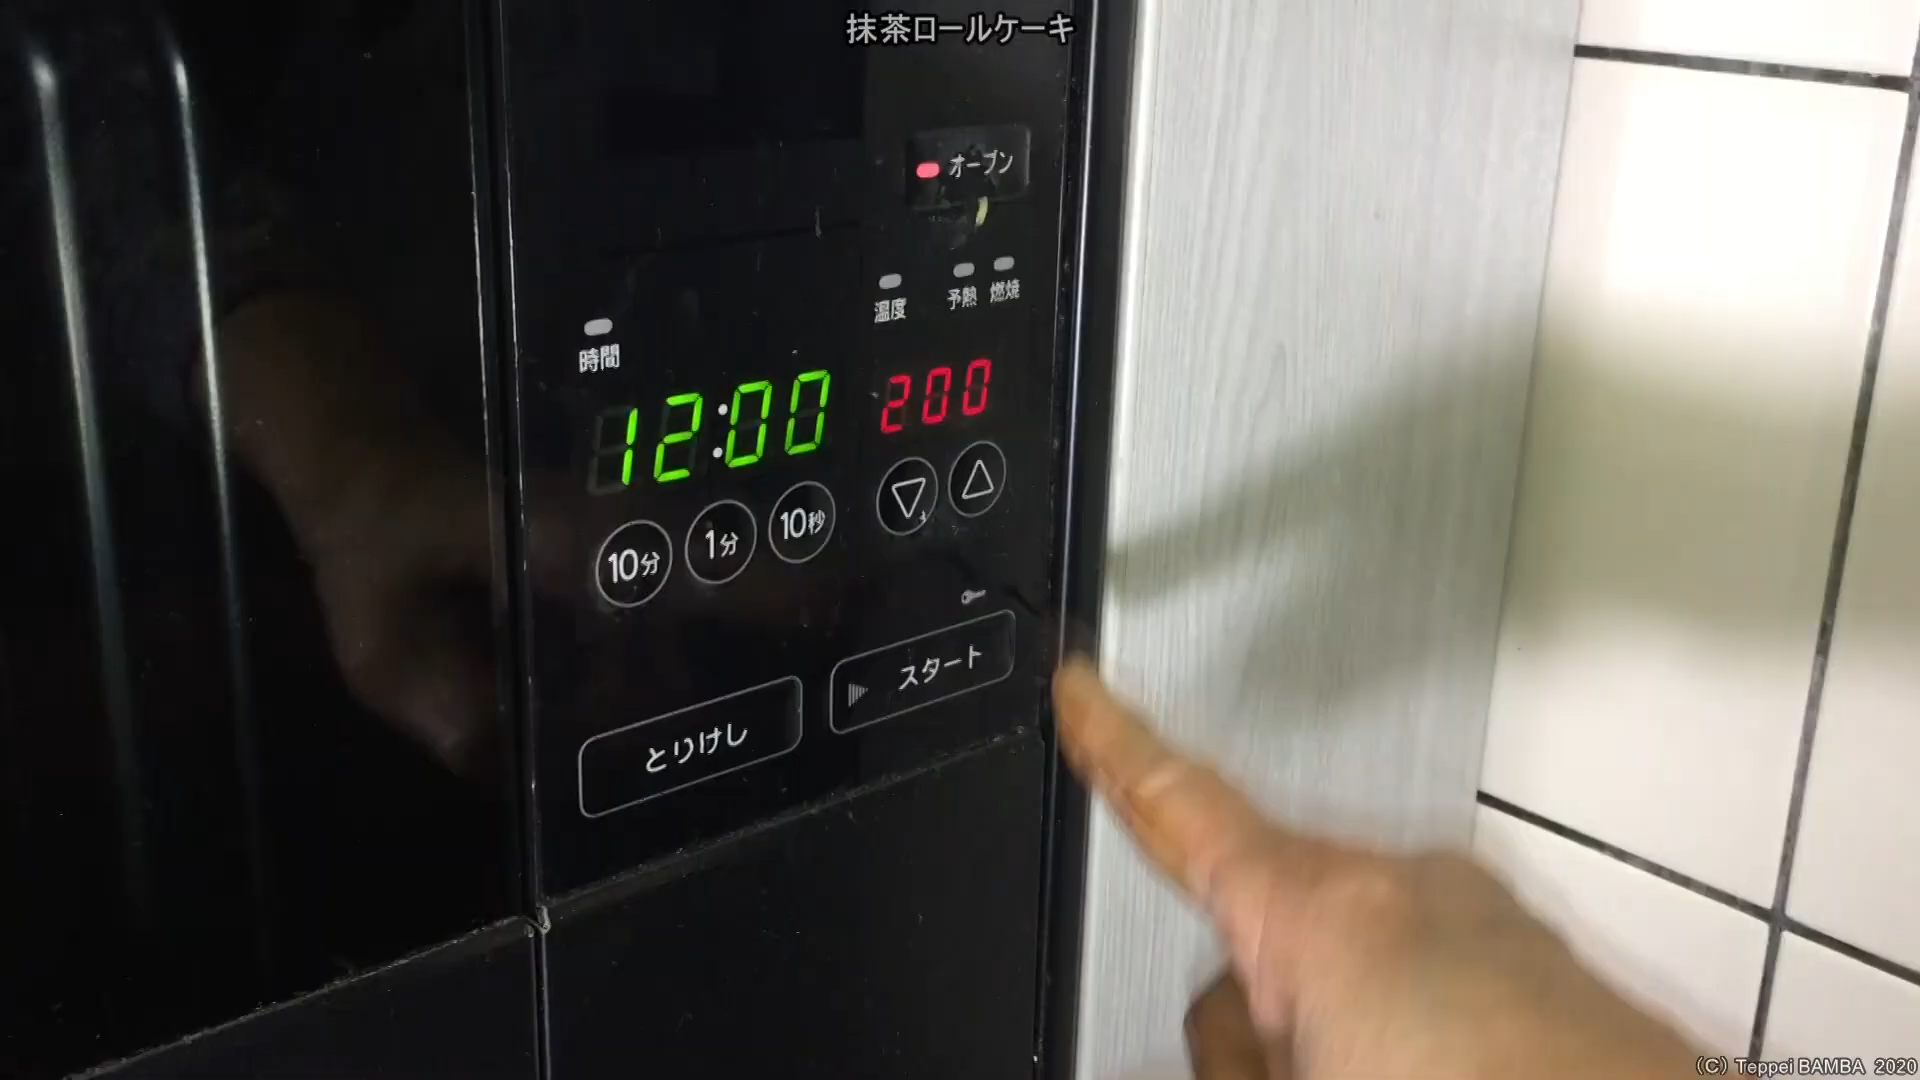 抹茶ロールケーキ
オーブン
温度
予熱
燃焼
時間
12:00
200
10分
1分
10秒
スタート
とりけし
(C) Teppei BAMBA 2020